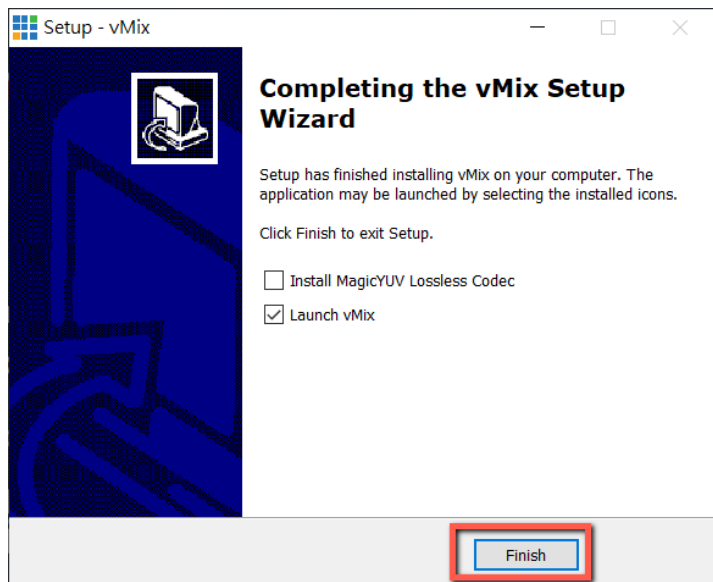 Setup - vMix
Completing the vMix Setup
Wizard
Setup has finished installing vMix on your computer. The
application may be launched by selecting the installed icons.
Click Finish to exit Setup.
Install MagicYUV Lossless Codec
Launch vMix
Finish